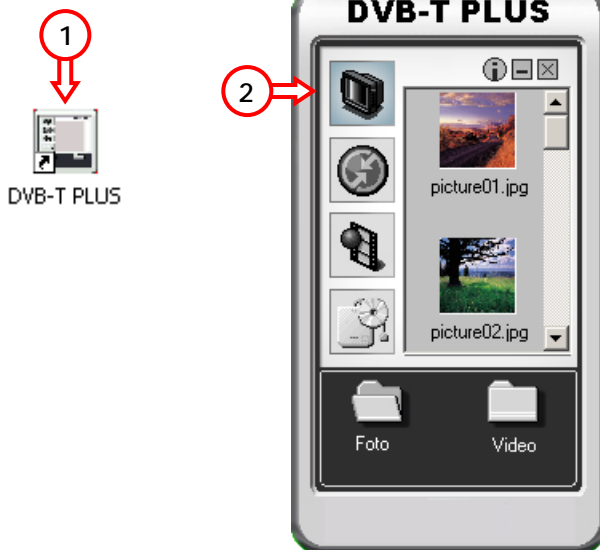 1
DVB-T PLUS
2
DVB-T PLUS
picture01.jpg
picture02.jpg
Foto
Video